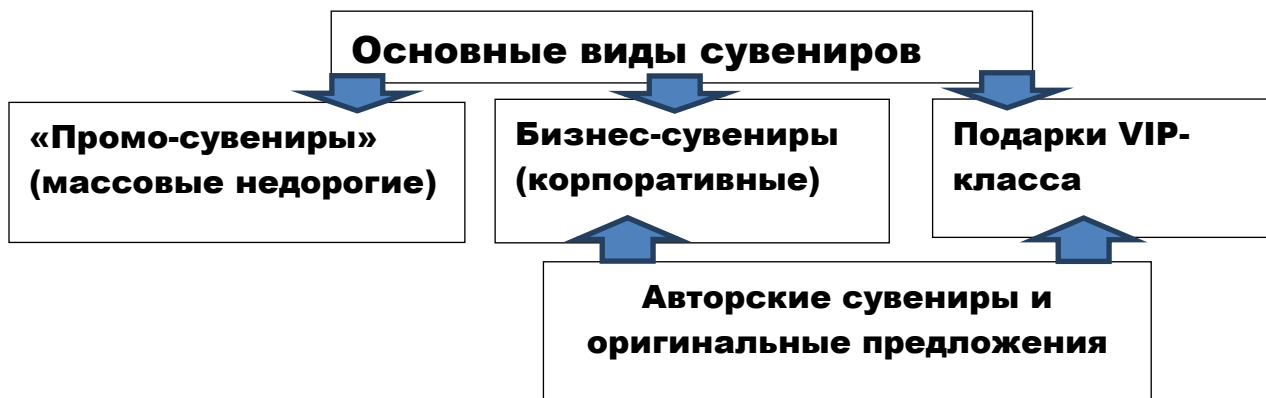 Основные виды сувениров
«Промо-сувениры»
(массовые недорогие)
Бизнес-сувениры
(корпоративные)
Подарки VIP-
класса
Авторские сувениры и
оригинальные предложения